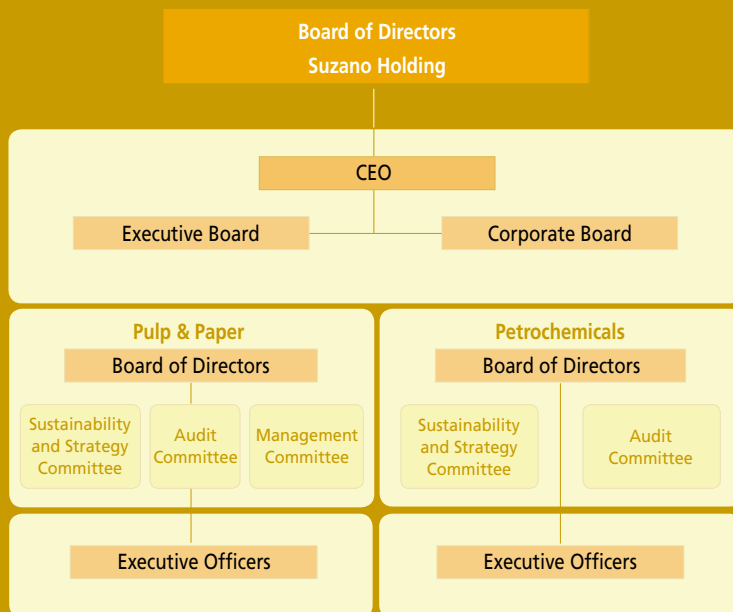 Board of Directors
Suzano Holding
CEO
Executive Board
Corporate Board
Pulp & Paper
Board of Directors
Sustainability
and Strategy
Committee
Audit
Committee
Management
Committee
Executive Officers
Petrochemicals
Board of Directors
Sustainability
and Strategy
Committee
Audit
Committee
Executive Officers